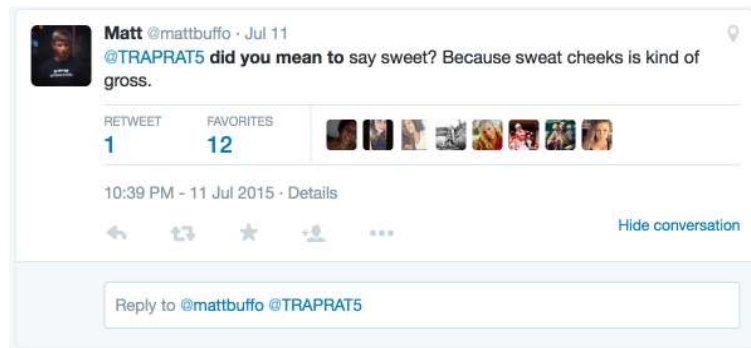 Matt @mattbuffo · Jul 11
@TRAPRAT5 did you mean to say sweet? Because sweat cheeks is kind of
gross.
RETWEET FAVORITES
1 12
10:39 PM - 11 Jul 2015 · Details
Hide conversation
Reply to @mattbuffo @TRAPRAT5